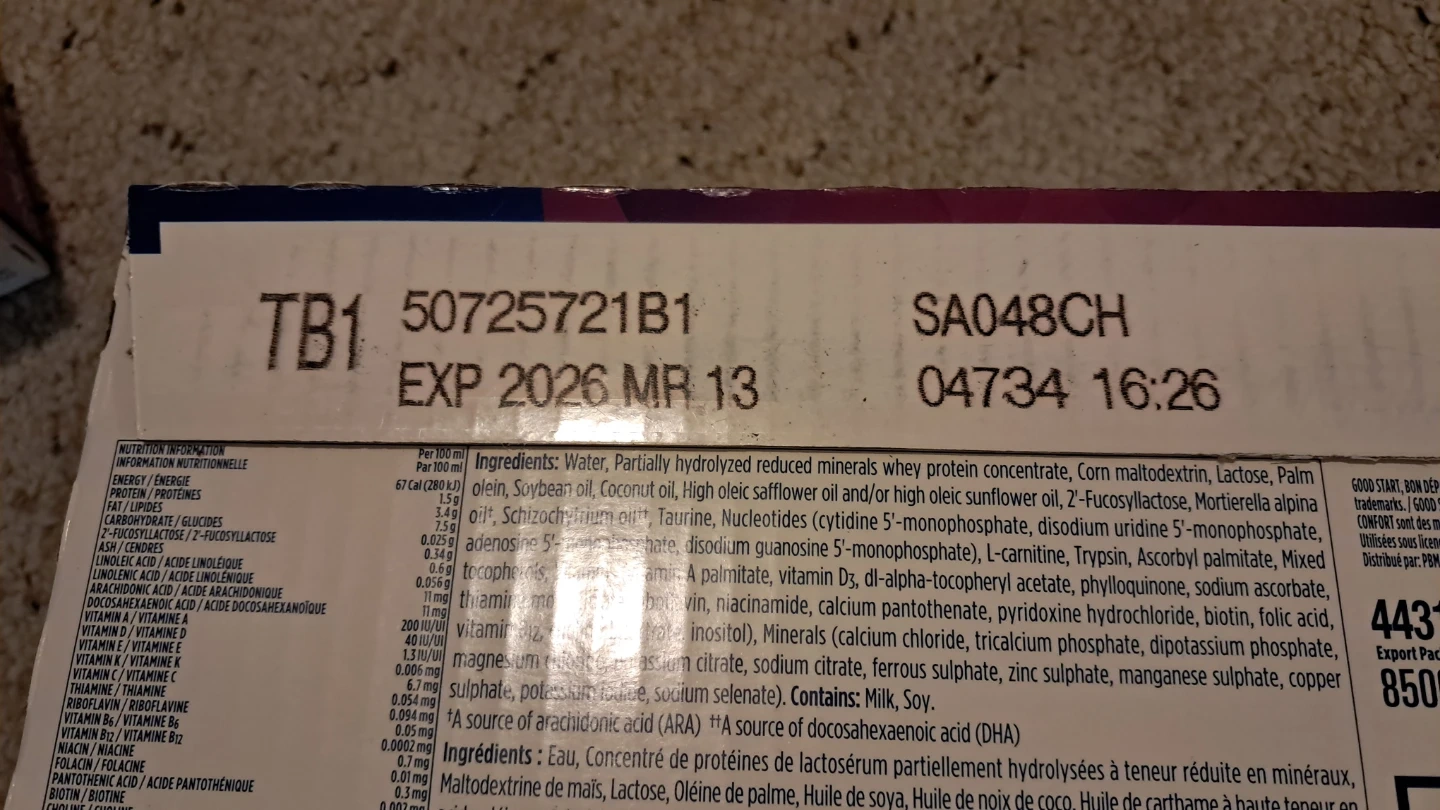 TB1
50725721B1
EXP 2026 MR 13
SA048CH
04734 16:26
NUTRITION INFORMATION
INFORMATION NUTRITIONNELLE
Per 100 ml
Par 100 ml
ENERGY / ÉNERGIE 67 Cal (280 kJ)
PROTEIN / PROTÉINES 1.5 g
FAT / LIPIDES 3.4 g
CARBOHYDRATE / GLUCIDES 7.5 g
2'-FUCOSYLLACTOSE / 2'-FUCOSYLLACTOSE 0.025 g
ASH / CENDRES 0.34 g
LINOLEIC ACID / ACIDE LINOLÉIQUE 0.6 g
LINOLENIC ACID / ACIDE LINOLÉNIQUE 0.056 g
ARACHIDONIC ACID / ACIDE ARACHIDONIQUE 11 mg
DOCOSAHEXAENOIC ACID / ACIDE DOCOSAHEXANOÏQUE 11 mg
VITAMIN A / VITAMINE A 200 IU/UI
VITAMIN D / VITAMINE D 40 IU/UI
VITAMIN E / VITAMINE E 1.3 IU/UI
VITAMIN K / VITAMINE K 0.006 mg
VITAMIN C / VITAMINE C 6.7 mg
THIAMINE / THIAMINE 0.054 mg
RIBOFLAVIN / RIBOFLAVINE 0.094 mg
VITAMIN B6 / VITAMINE B6 0.05 mg
VITAMIN B12 / VITAMINE B12 0.0002 mg
NIACIN / NIACINE 0.7 mg
FOLACIN / FOLACINE 0.01 mg
PANTOTHENIC ACID / ACIDE PANTOTHÉNIQUE 0.3 mg
BIOTIN / BIOTINE
Ingredients: Water, Partially hydrolyzed reduced minerals whey protein concentrate, Corn maltodextrin, Lactose, Palm
olein, Soybean oil, Coconut oil, High oleic safflower oil and/or high oleic sunflower oil, 2'-Fucosyllactose, Mortierella alpina
oil†, Schizochytrium oil††, Taurine, Nucleotides (cytidine 5'-monophosphate, disodium uridine 5'-monophosphate,
adenosine 5'-monophosphate, disodium guanosine 5'-monophosphate), L-carnitine, Trypsin, Ascorbyl palmitate, Mixed
tocopherols, A palmitate, vitamin D3, dl-alpha-tocopheryl acetate, phylloquinone, sodium ascorbate,
niacinamide, calcium pantothenate, pyridoxine hydrochloride, biotin, folic acid,
inositol), Minerals (calcium chloride, tricalcium phosphate, dipotassium phosphate,
magnesium potassium citrate, sodium citrate, ferrous sulphate, zinc sulphate, manganese sulphate, copper
sulphate, potassium iodide, sodium selenate). Contains: Milk, Soy.
†A source of arachidonic acid (ARA) ††A source of docosahexaenoic acid (DHA)
Ingrédients : Eau, Concentré de protéines de lactosérum partiellement hydrolysées à teneur réduite en minéraux,
Maltodextrine de maïs, Lactose, Oléine de palme, Huile de soya, Huile de noix de coco, Huile de carthame à haute teneur en
GOOD START, BON DÉP
trademarks. / GOOD
CONFORT sont des m
Utilisées sous licen
Distribué par: PBM
443
Export Pac
850